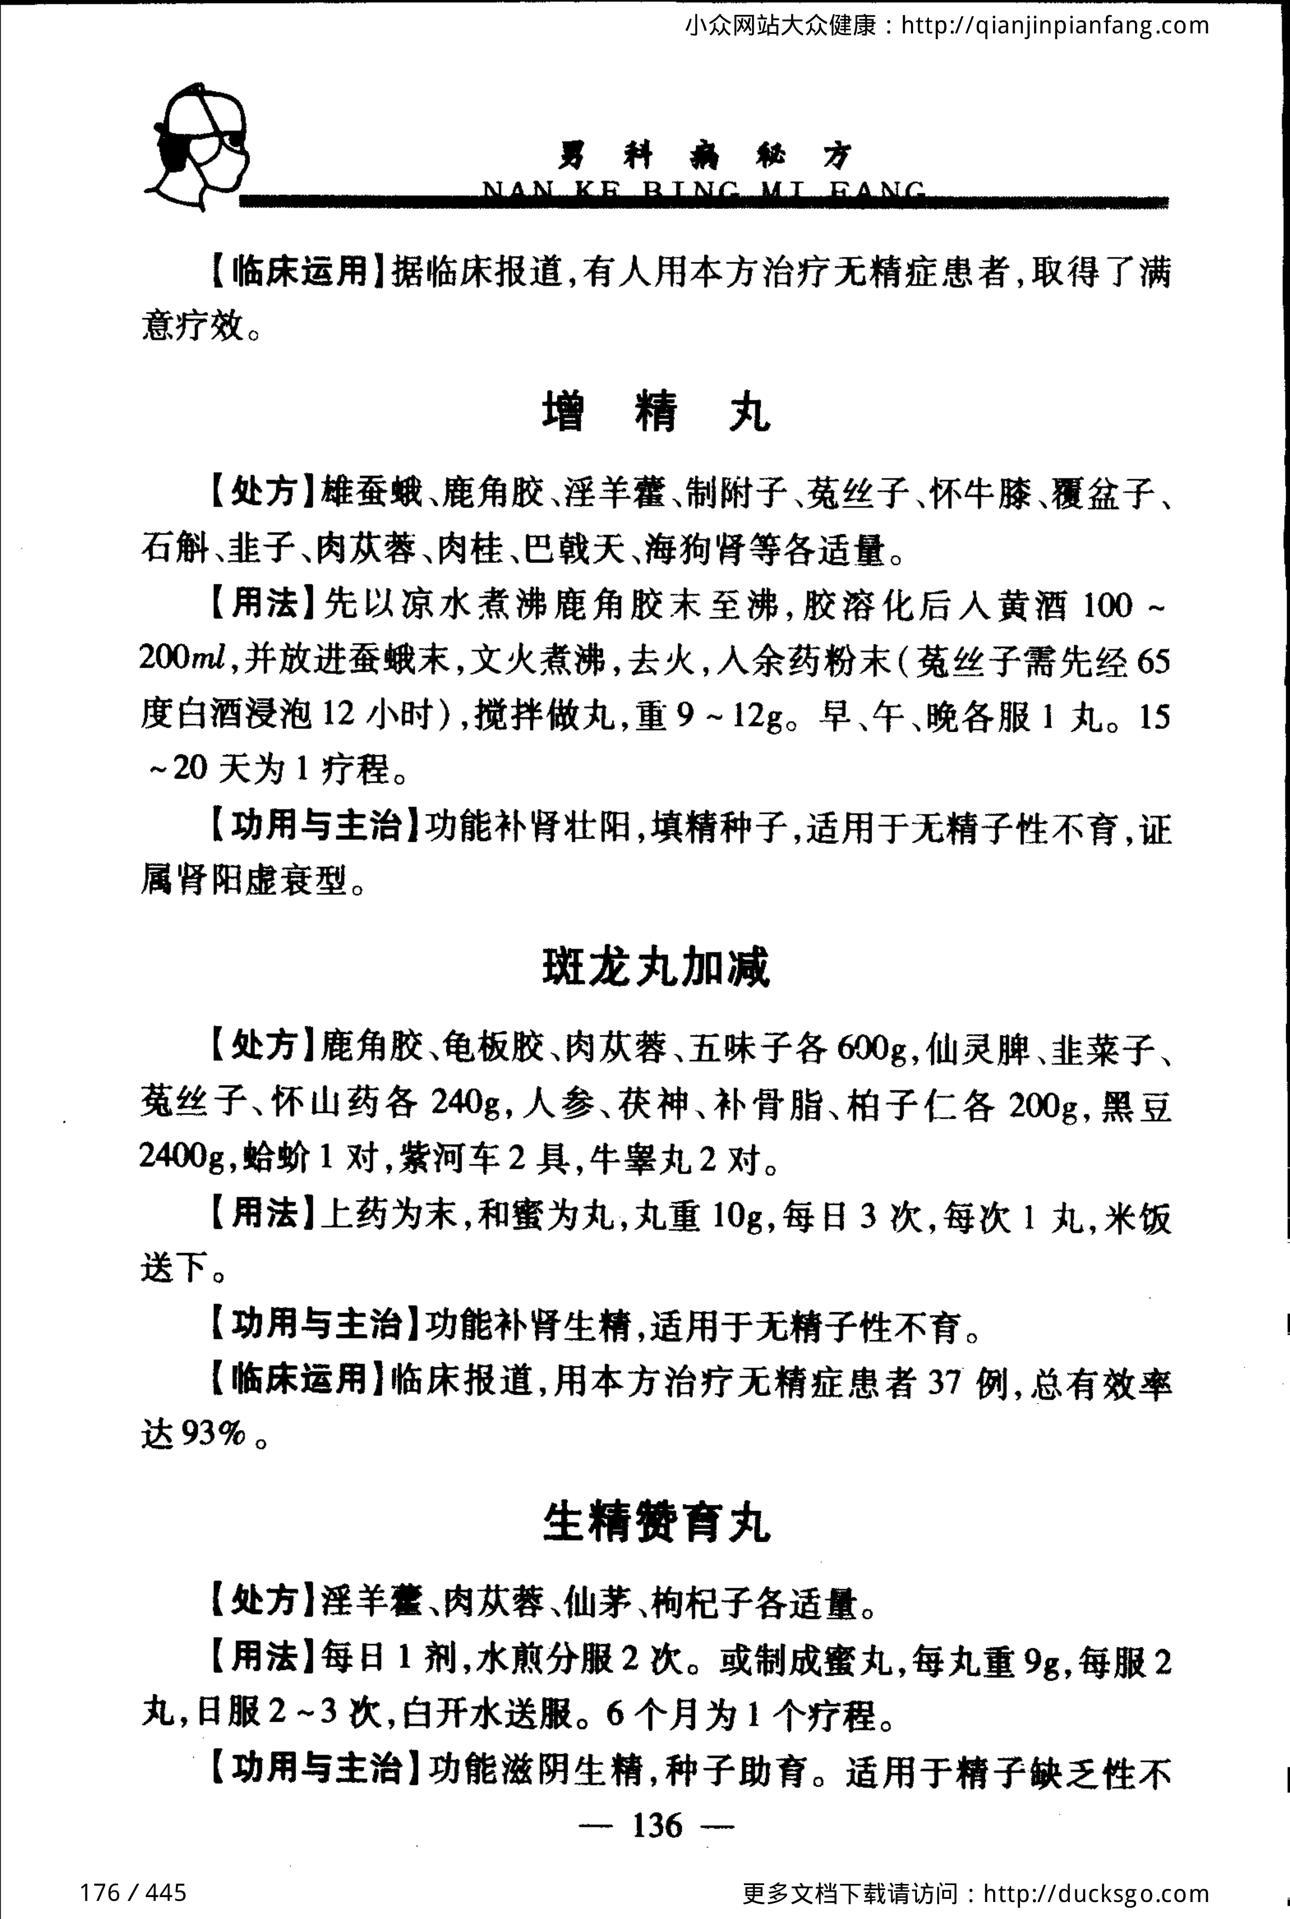 小众网站大众健康：http://qianjinpianfang.com
男科病秘方
NAN KE BING MI FANG
【临床运用】据临床报道,有人用本方治疗无精症患者,取得了满
意疗效。
增 精 丸
【处方】雄蚕蛾、鹿角胶、淫羊藿、制附子、菟丝子、怀牛膝、覆盆子、
石斛、韭子、肉苁蓉、肉桂、巴戟天、海狗肾等各适量。
【用法】先以凉水煮沸鹿角胶末至沸,胶溶化后入黄酒 100 ~
200ml,并放进蚕蛾末,文火煮沸,去火,入余药粉末(菟丝子需先经 65
度白酒浸泡 12 小时),搅拌做丸,重 9 ~ 12g。早、午、晚各服 1 丸。15
~20 天为 1 疗程。
【功用与主治】功能补肾壮阳,填精种子,适用于无精子性不育,证
属肾阳虚衰型。
斑龙丸加减
【处方】鹿角胶、龟板胶、肉苁蓉、五味子各 600g,仙灵脾、韭菜子、
菟丝子、怀山药各 240g,人参、茯神、补骨脂、柏子仁各 200g,黑豆
2400g,蛤蚧 1 对,紫河车 2 具,牛睾丸 2 对。
【用法】上药为末,和蜜为丸,丸重 10g,每日 3 次,每次 1 丸,米饭
送下。
【功用与主治】功能补肾生精,适用于无精子性不育。
【临床运用】临床报道,用本方治疗无精症患者 37 例,总有效率
达 93%。
生精赞育丸
【处方】淫羊藿、肉苁蓉、仙茅、枸杞子各适量。
【用法】每日 1 剂,水煎分服 2 次。或制成蜜丸,每丸重 9g,每服 2
丸,日服 2 ~ 3 次,白开水送服。6 个月为 1 个疗程。
【功用与主治】功能滋阴生精,种子助育。适用于精子缺乏性不
— 136 —
176 / 445
更多文档下载请访问：http://ducksgo.com